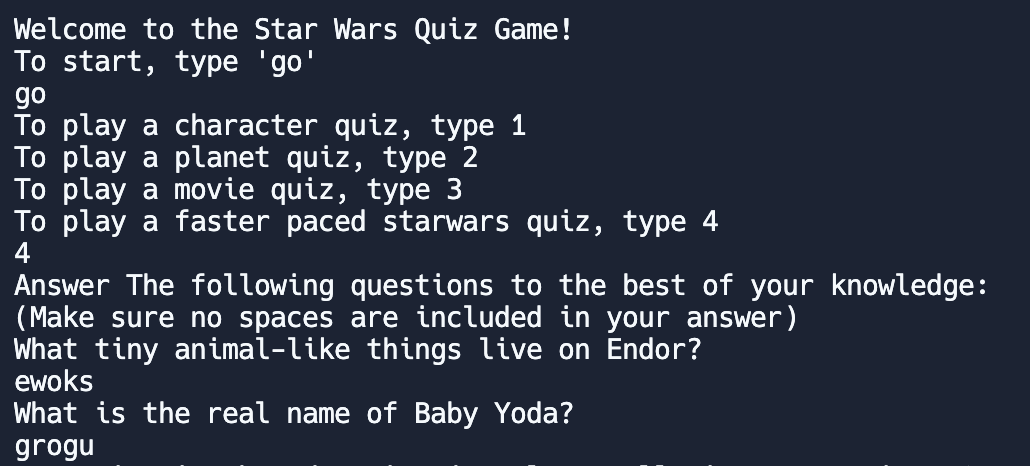 Welcome to the Star Wars Quiz Game!
To start, type 'go'
go
To play a character quiz, type 1
To play a planet quiz, type 2
To play a movie quiz, type 3
To play a faster paced starwars quiz, type 4
4
Answer The following questions to the best of your knowledge:
(Make sure no spaces are included in your answer)
What tiny animal-like things live on Endor?
ewoks
What is the real name of Baby Yoda?
grogu